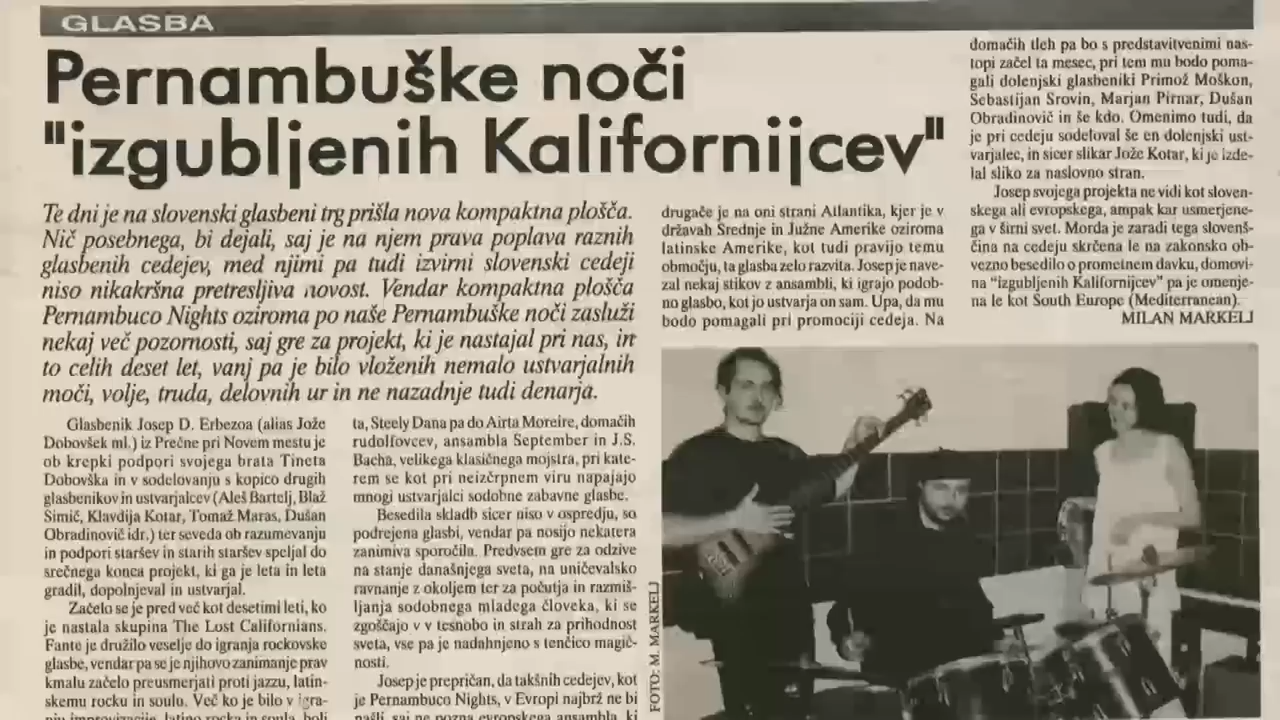 GLASBA
Pernambuške noči
"izgubljenih Kalifornijcev"
Te dni je na slovenski glasbeni trg prišla nova kompaktna plošča.
Nič posebnega, bi dejali, saj je na njem prava poplava raznih
glasbenih cedejev, med njimi pa tudi izvirni slovenski cedeji
niso nikakršna pretresljiva novost. Vendar kompaktna plošča
Pernambuco Nights oziroma po naše Pernambuške noči zasluži
nekaj več pozornosti, saj gre za projekt, ki je nastajal pri nas, in
to celih deset let, vanj pa je bilo vloženih nemalo ustvarjalnih
moči, volje, truda, delovnih ur in ne nazadnje tudi denarja.
Glasbenik Josep D. Erbezoa (alias Jože
Dobovšek ml.) iz Prečne pri Novem mestu je
ob krepki podpori svojega brata Tineta
Dobovška in v sodelovanju s kopico drugih
glasbenikov in ustvarjalcev (Aleš Bartelj, Blaž
Simič, Klavdija Kotar, Tomaž Maras, Dušan
Obradinovič idr.) ter seveda ob razumevanju
in podpori staršev in starih staršev speljal do
srečnega konca projekt, ki ga je leta in leta
gradil, dopolnjeval in ustvarjal.
Začelo se je pred več kot desetimi leti, ko
je nastala skupina The Lost Californians.
Fante je družilo veselje do igranja rockovske
glasbe, vendar pa se je njihovo zanimanje prav
kmalu začelo preusmerjati proti jazzu, latin-
skemu rocku in soulu. Več ko je bilo v igra-
nju improvizacije, latino rocka in soula, bolj
ta, Steely Dana pa do Airta Moreire, domačih
rudolfovcev, ansambla September in J.S.
Bacha, velikega klasičnega mojstra, pri kate-
rem se kot pri neizčrpnem viru napajajo
mnogi ustvarjalci sodobne zabavne glasbe.
Besedila skladb sicer niso v ospredju, so
podrejena glasbi, vendar pa nosijo nekatera
zanimiva sporočila. Predvsem gre za odzive
na stanje današnjega sveta, na uničevalsko
ravnanje z okoljem ter za počutja in razmiš-
ljanja sodobnega mladega človeka, ki se
zgoščajo v v tesnobo in strah za prihodnost
sveta, vse pa je nadahnjeno s tenčico magič-
nosti.
Josep je prepričan, da takšnih cedejev, kot
je Pernambuco Nights, v Evropi najbrž ne bi
našli, saj ne pozna evropskega ansambla, ki
drugače je na oni strani Atlantika, kjer je v
državah Srednje in Južne Amerike oziroma
latinske Amerike, kot tudi pravijo temu
območju, ta glasba zelo razvita. Josep je nave-
zal nekaj stikov z ansambli, ki igrajo podob-
no glasbo, kot jo ustvarja on sam. Upa, da mu
bodo pomagali pri promociji cedeja. Na
domačih tleh pa bo s predstavitvenimi nas-
topi začel ta mesec, pri tem mu bodo poma-
gali dolenjski glasbeniki Primož Moškon,
Sebastijan Srovin, Marjan Pirnar, Dušan
Obradinovič in še kdo. Omenimo tudi, da
je pri cedeju sodeloval še en dolenjski ust-
varjalec, in sicer slikar Jože Kotar, ki je izde-
lal sliko za naslovno stran.
Josep svojega projekta ne vidi kot sloven-
skega ali evropskega, ampak kar usmerjene-
ga v širni svet. Morda je zaradi tega slovenš-
čina na cedeju skrčena le na zakonsko ob-
vezno besedilo o prometnem davku, domovi-
na "izgubljenih Kalifornijcev" pa je omenje-
na le kot South Europe (Mediterranean).
MILAN MARKELJ
FOTO: M. MARKELJ